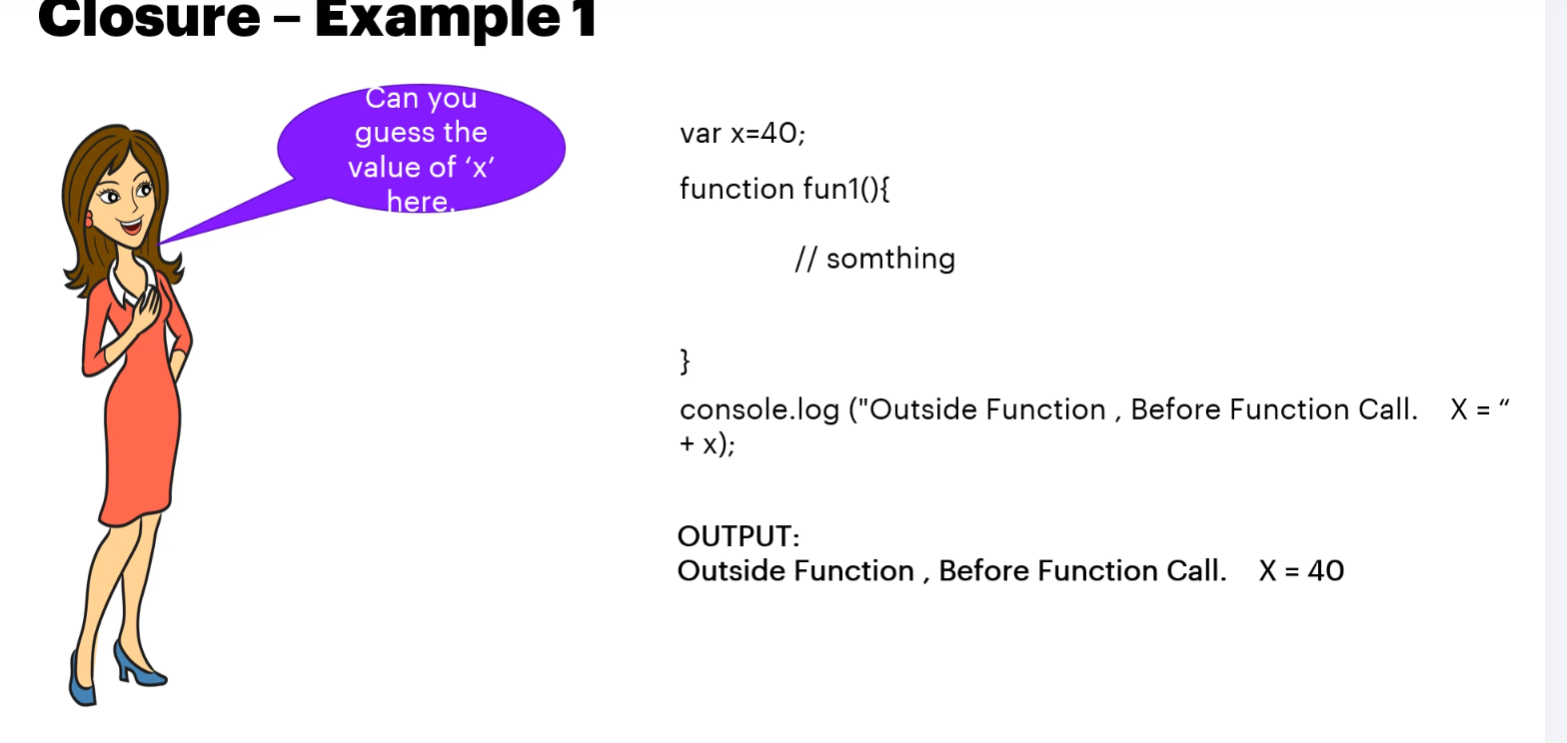 Closure – Example 1
Can you
guess the
value of ‘x’
here.
var x=40;
function fun1(){
// somthing
}
console.log ("Outside Function , Before Function Call.    X = “
+ x);
OUTPUT:
Outside Function , Before Function Call.    X = 40